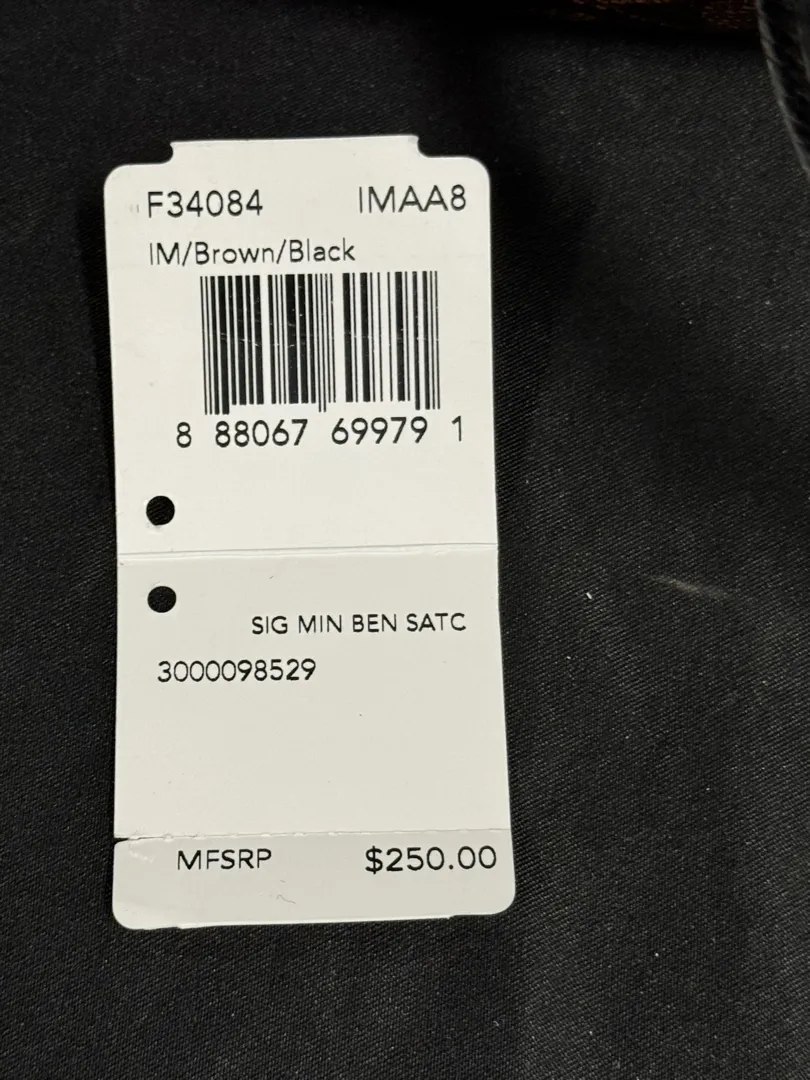 F34084 IMAA8
IM/Brown/Black
8 88067 69979 1
SIG MIN BEN SATC
3000098529
MFSRP $250.00